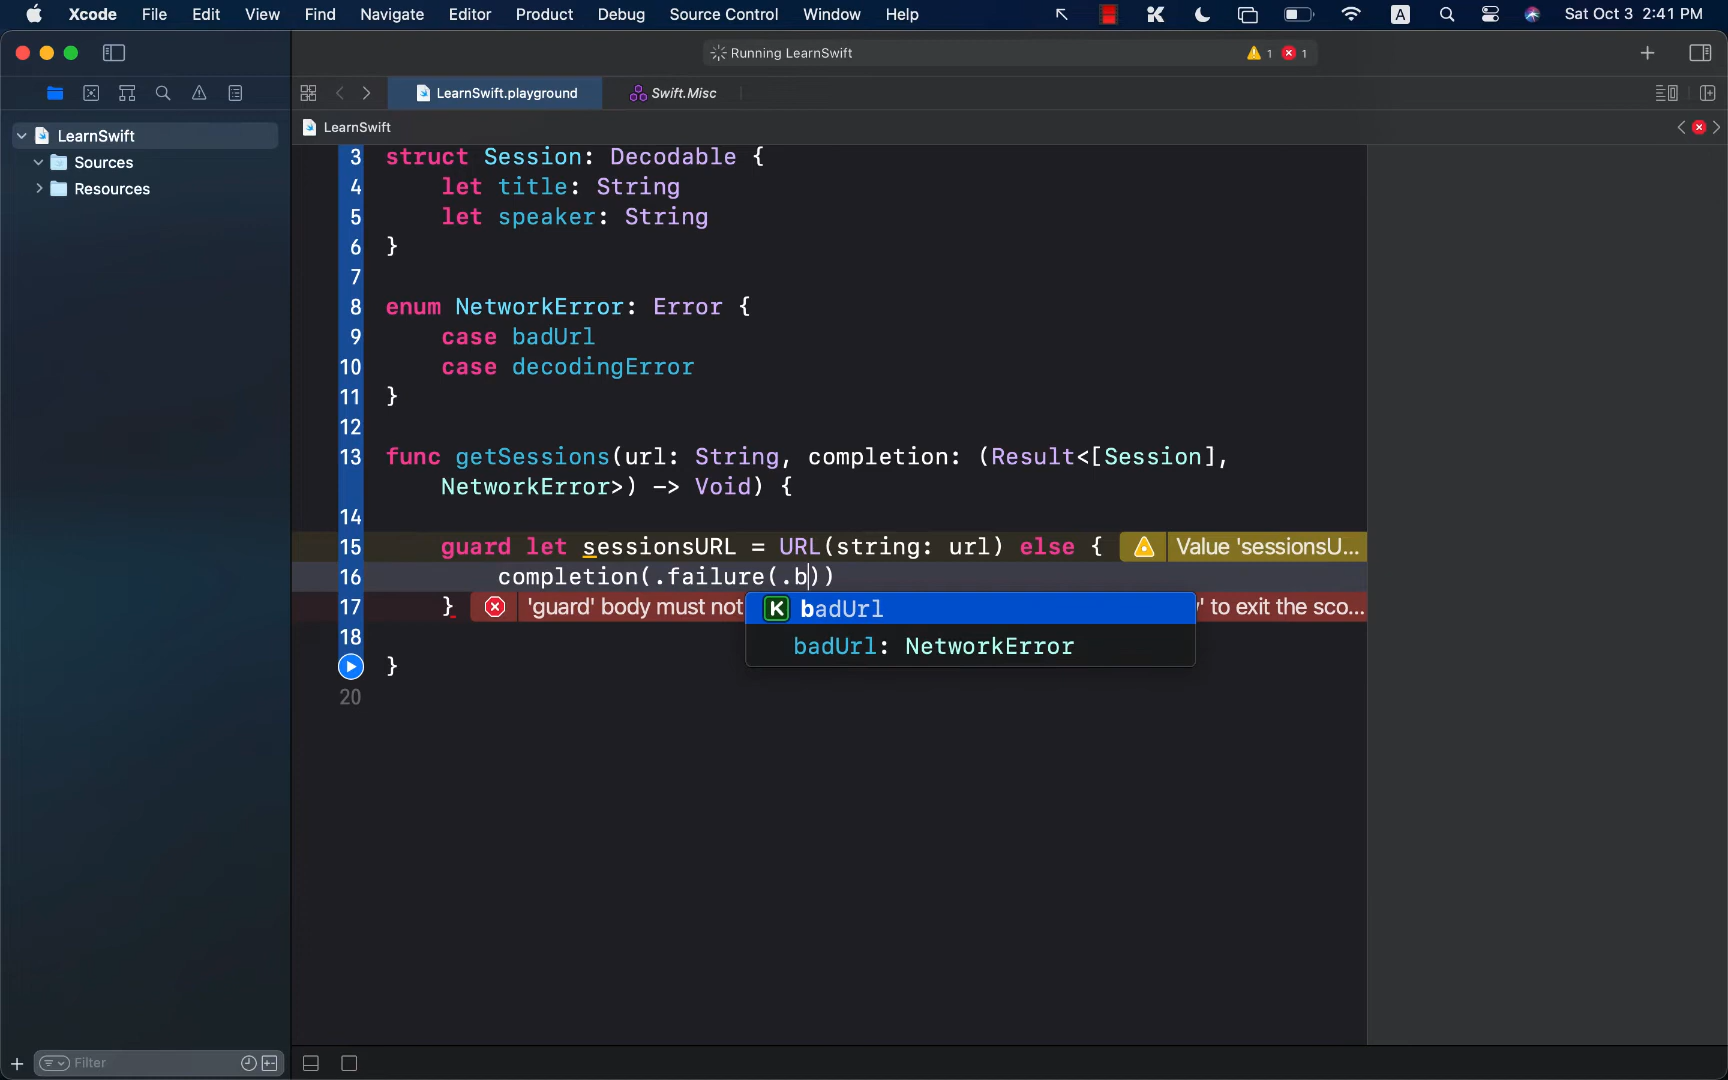 Xcode File Edit View Find Navigate Editor Product Debug Source Control Window Help A Sat Oct 3 2:41 PM
Running LearnSwift 1 1
LearnSwift.playground Swift.Misc
LearnSwift
LearnSwift
Sources
Resources
3 struct Session: Decodable {
4 let title: String
5 let speaker: String
6 }
7
8 enum NetworkError: Error {
9 case badUrl
10 case decodingError
11 }
12
13 func getSessions(url: String, completion: (Result<[Session],
NetworkError>) -> Void) {
14
15 guard let sessionsURL = URL(string: url) else { Value 'sessionsU...
16 completion(.failure(.b))
17 } 'guard' body must not ' to exit the sco...
K badUrl
badUrl: NetworkError
18
}
20
Filter